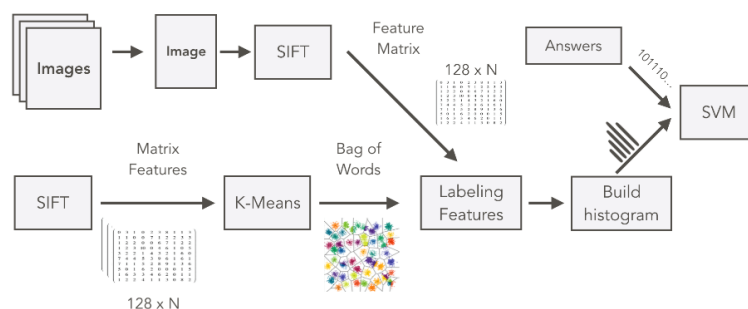 Images
Image
SIFT
Feature
Matrix
128 x N
Answers
101110...
SVM
Matrix
Features
Bag of
Words
SIFT
K-Means
Labeling
Features
Build
histogram
128 x N